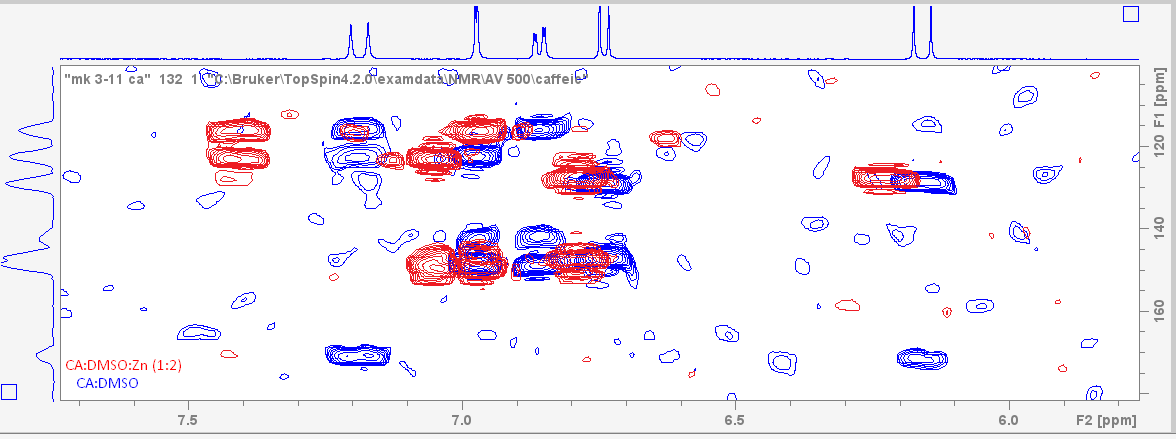 "mk 3-11 ca" 132 1 "C:\Bruker\TopSpin4.2.0\examdata\NMR\AV 500\caffeie"
F1 [ppm]
120
140
160
CA:DMSO:Zn (1:2)
CA:DMSO
7.5 7.0 6.5 6.0 F2 [ppm]